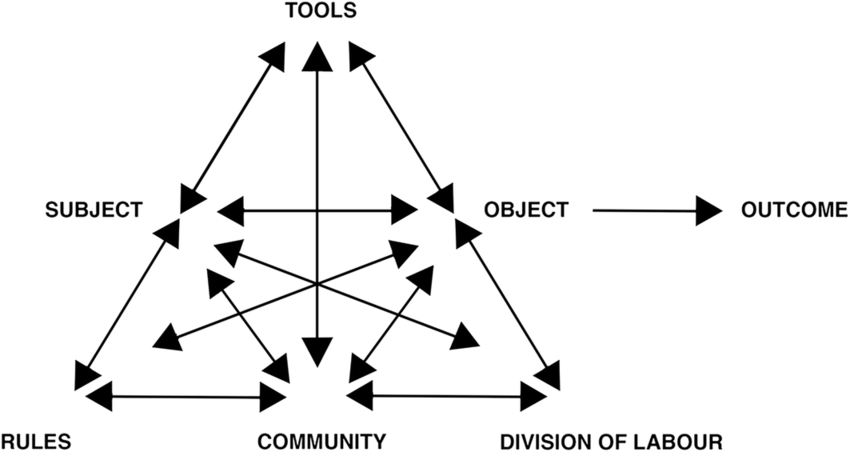 TOOLS
SUBJECT OBJECT OUTCOME
RULES COMMUNITY DIVISION OF LABOUR